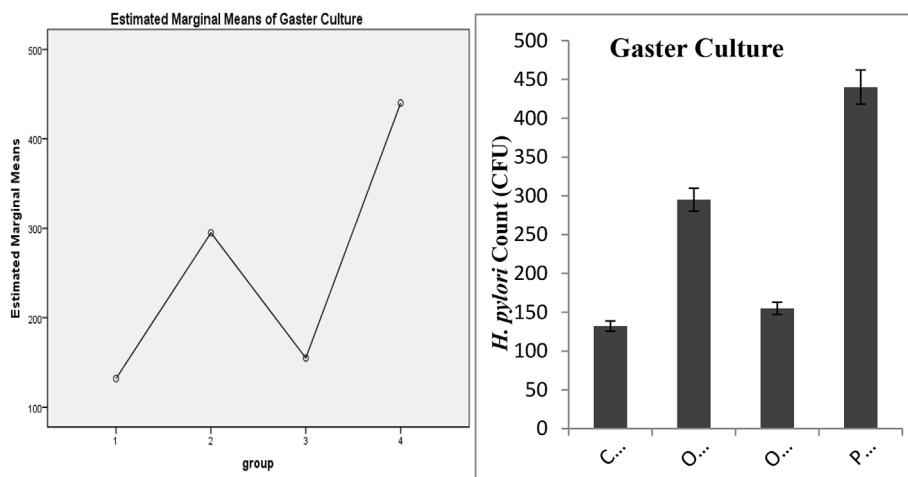 Estimated Marginal Means of Gaster Culture
Estimated Marginal Means
500
400
300
200
100
1 2 3 4
group
Gaster Culture
H. pylori Count (CFU)
500
450
400
350
300
250
200
150
100
50
0
C... O... O... P...